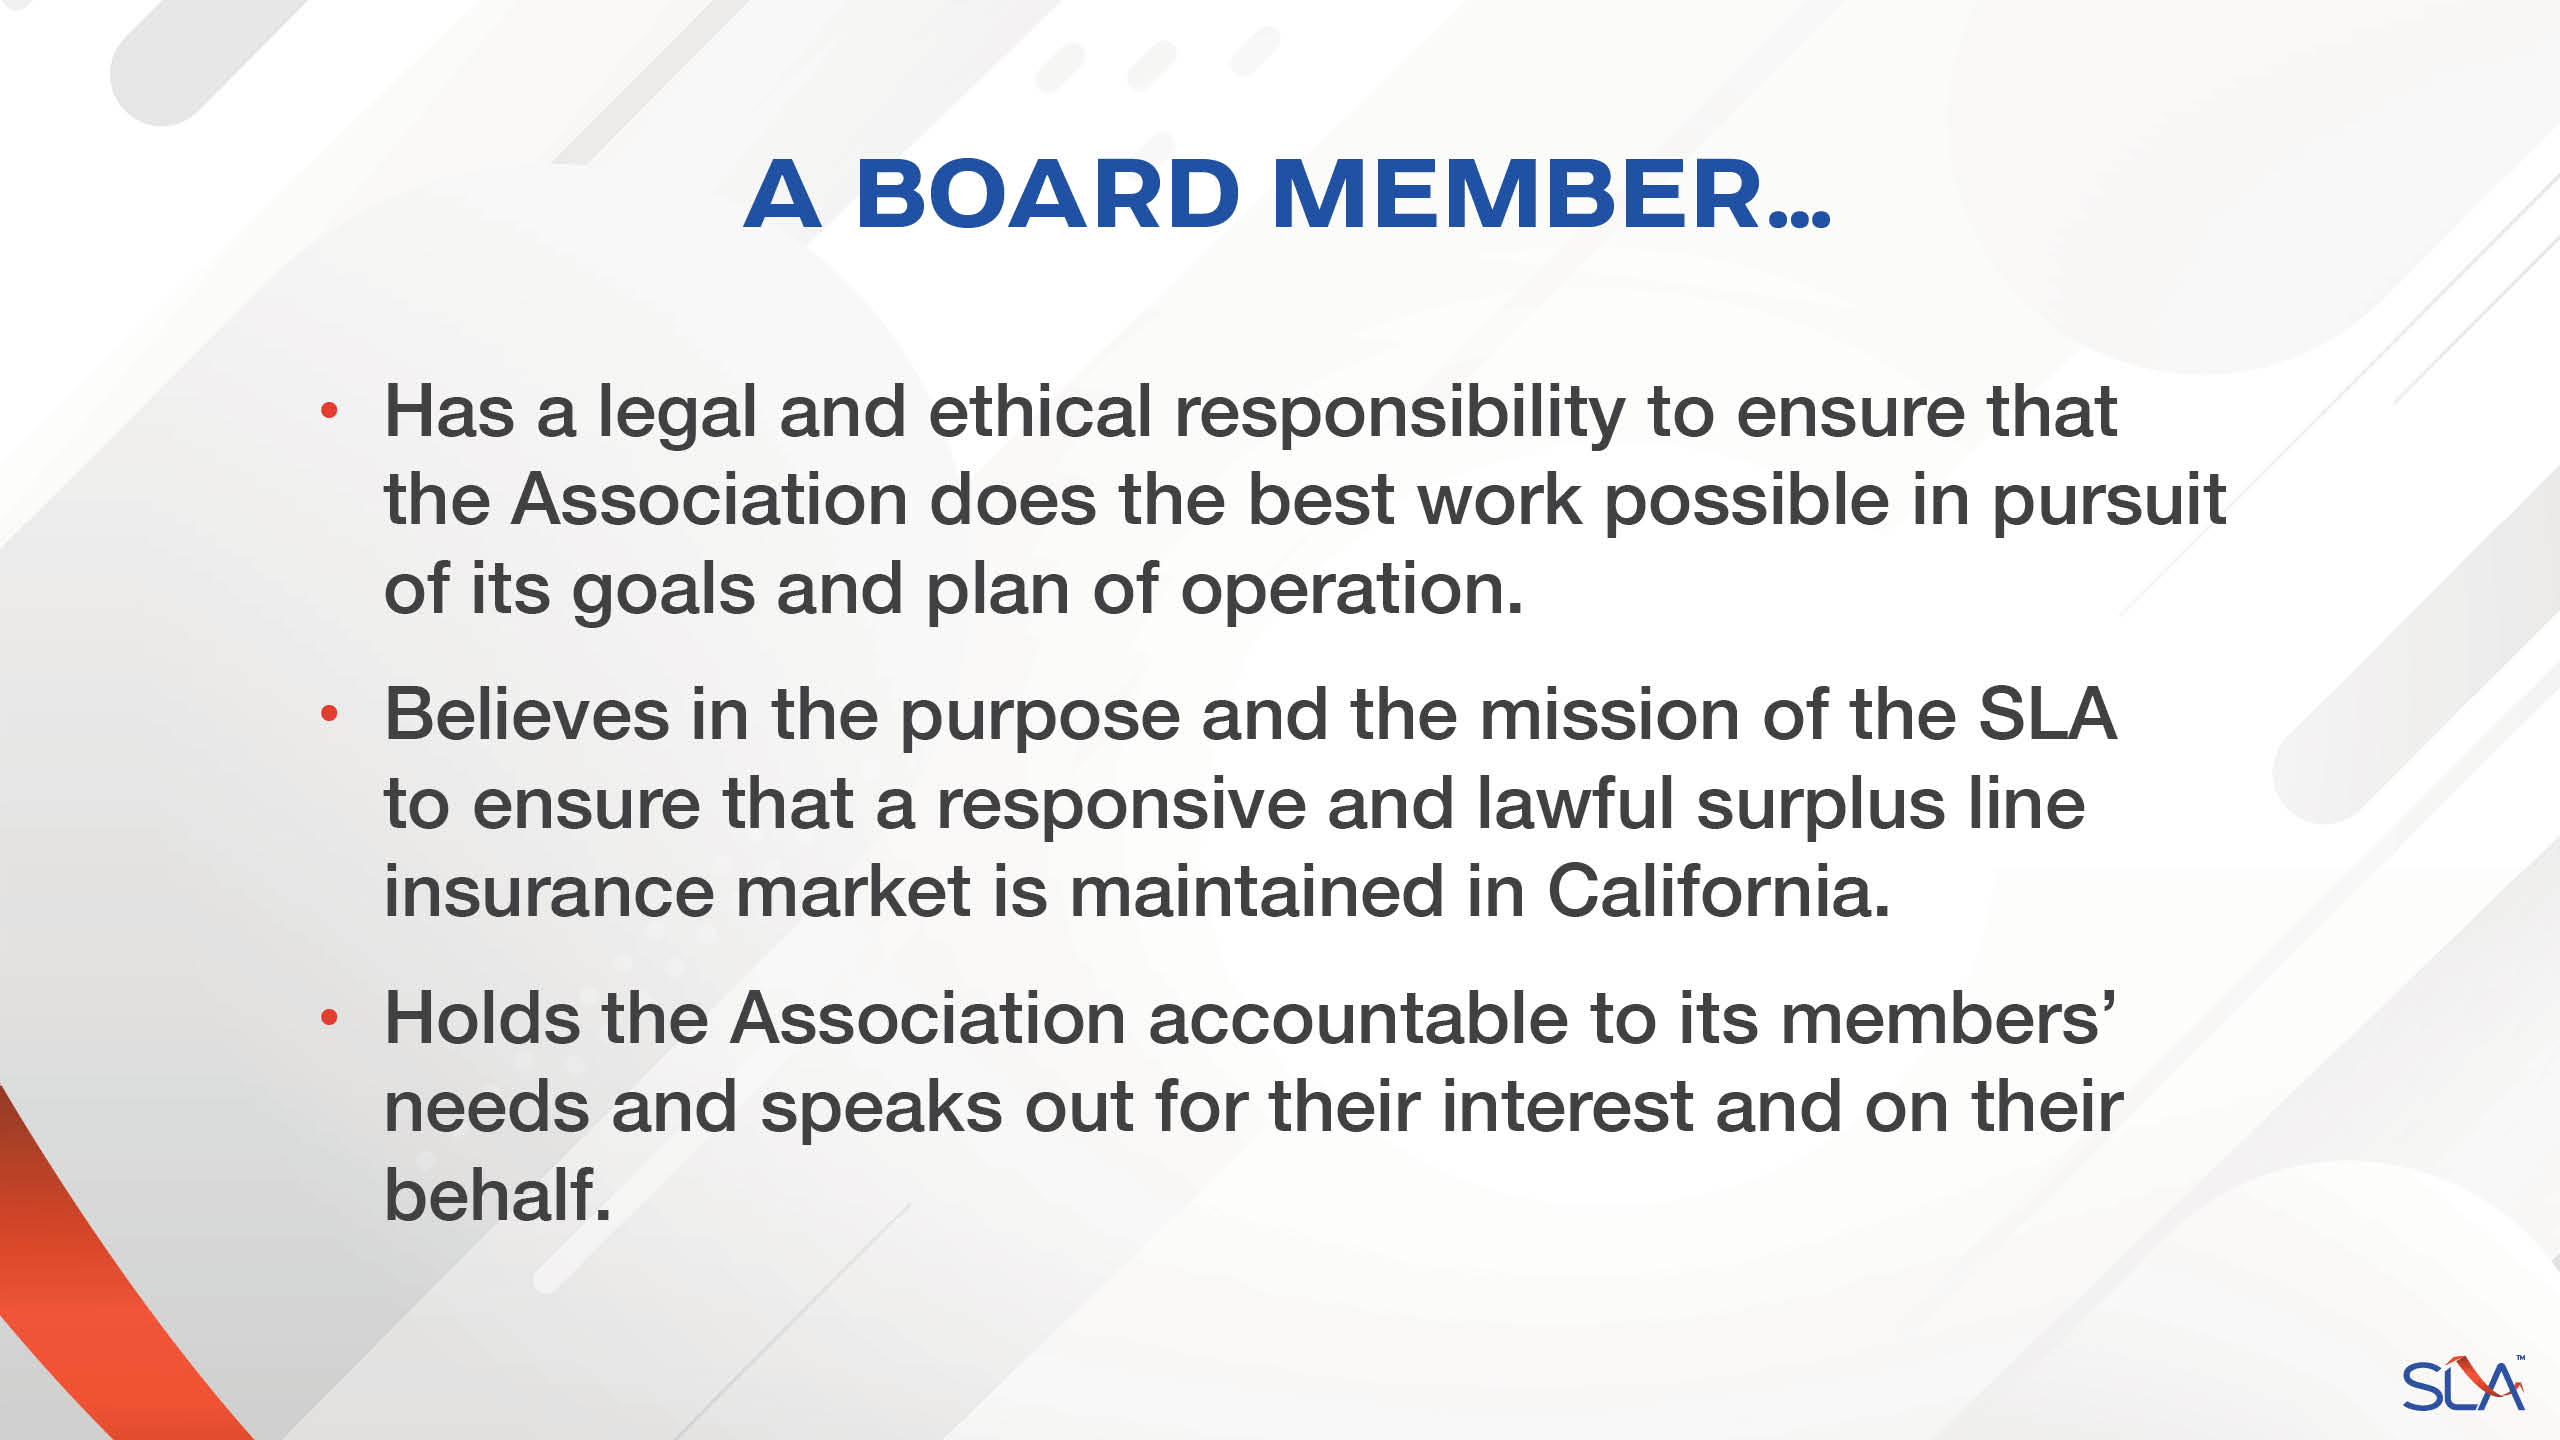 A BOARD MEMBER...
• Has a legal and ethical responsibility to ensure that
the Association does the best work possible in pursuit
of its goals and plan of operation.
• Believes in the purpose and the mission of the SLA
to ensure that a responsive and lawful surplus line
insurance market is maintained in California.
• Holds the Association accountable to its members’
needs and speaks out for their interest and on their
behalf.
SLA™